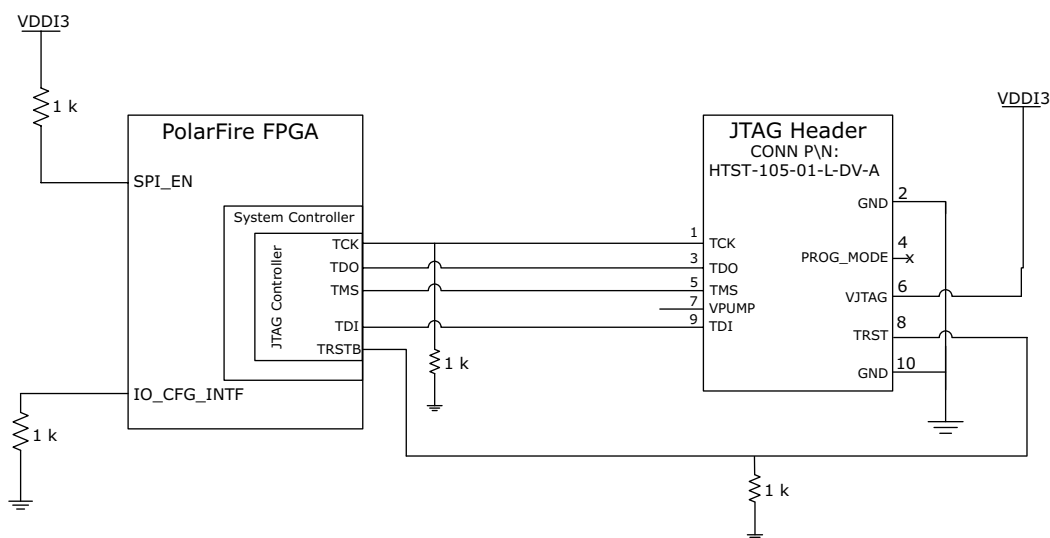 VDDI3
1 k
PolarFire FPGA
SPI_EN
System Controller
JTAG Controller
TCK
TDO
TMS
TDI
TRSTB
IO_CFG_INTF
1 k
1 k
1 k
JTAG Header
CONN P\N:
HTST-105-01-L-DV-A
1
TCK
3
TDO
5
TMS
7
VPUMP
9
TDI
GND
2
PROG_MODE
4
x
VJTAG
6
TRST
8
GND
10
VDDI3